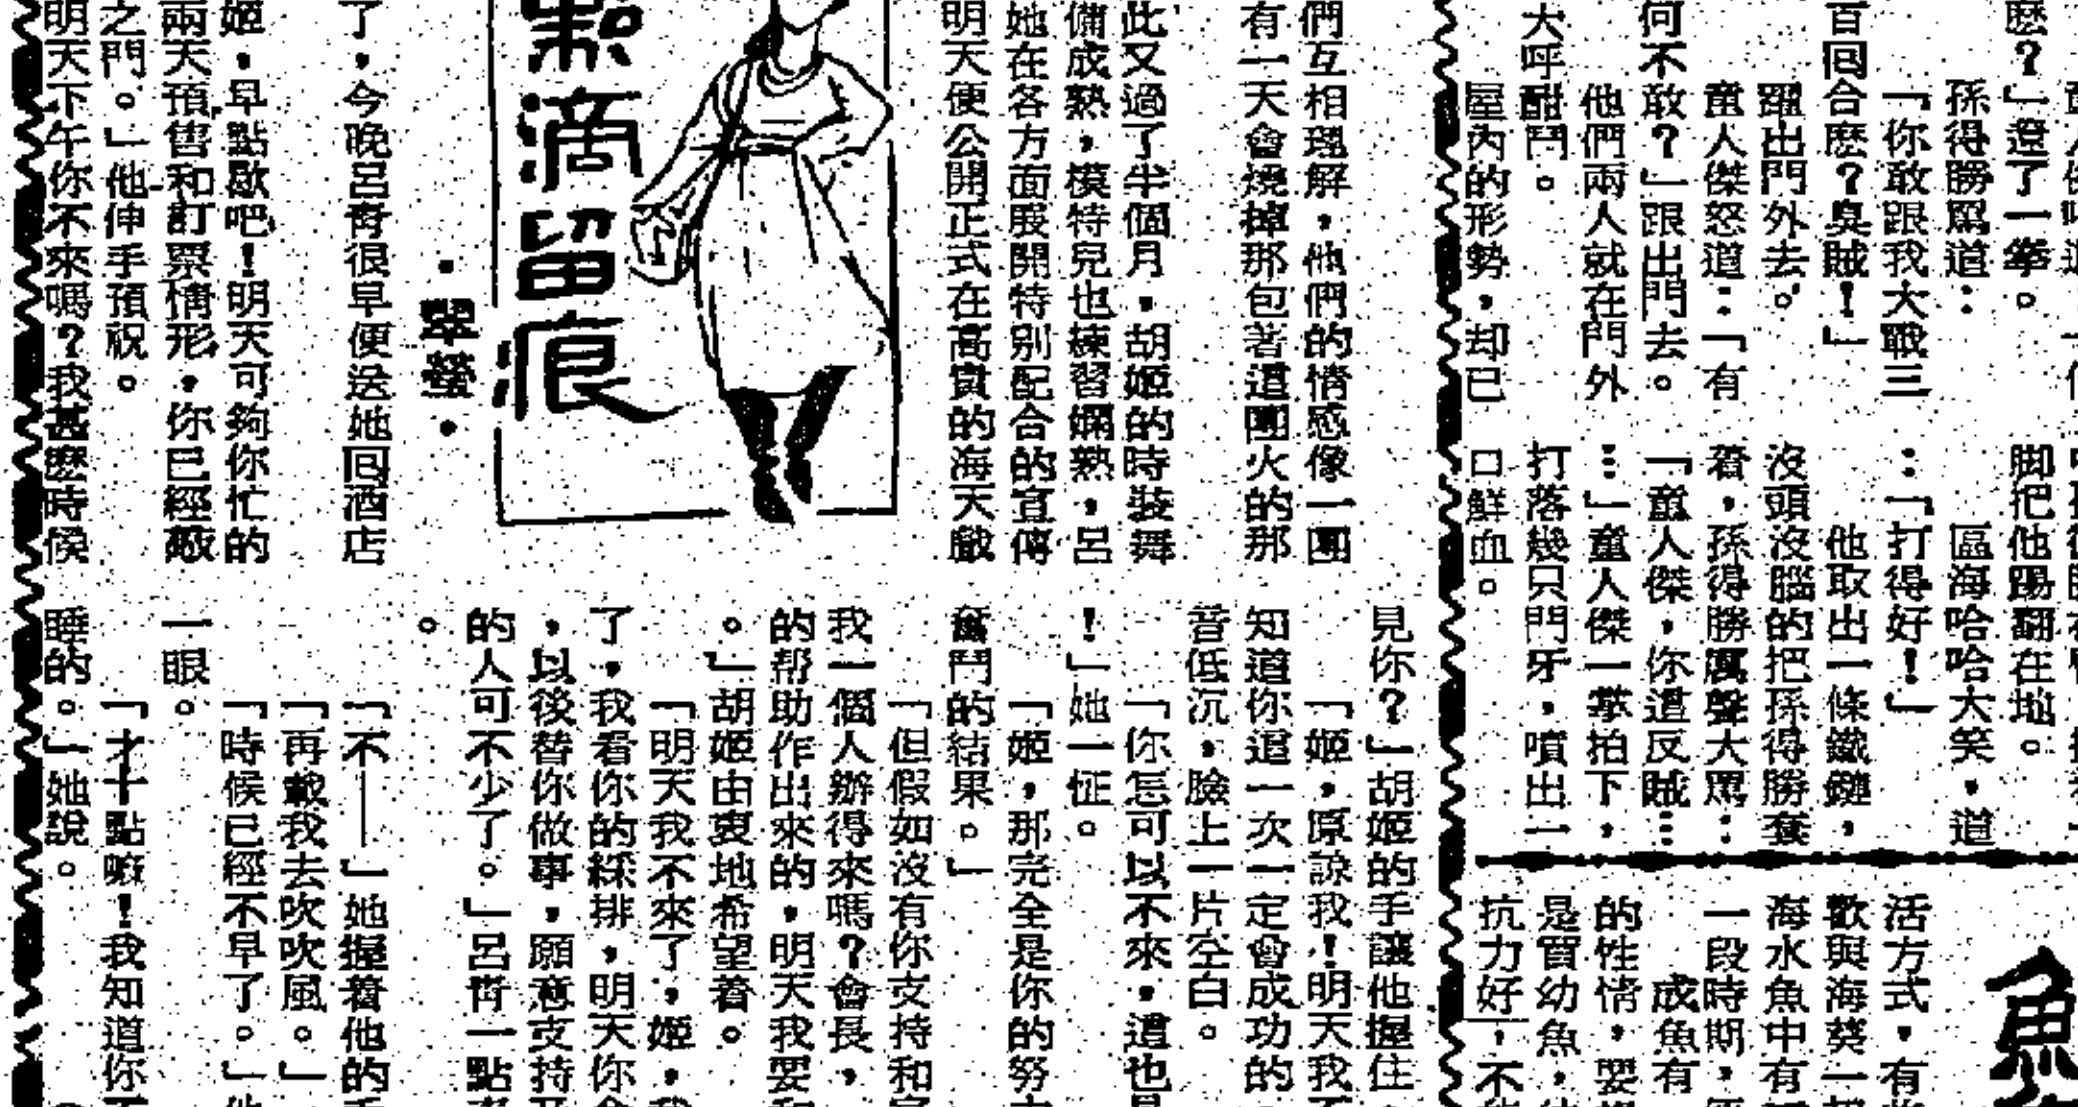 麽？」還了一拳。
孫得勝罵道：
「你敢跟我大戰三
百回合麽？臭賊！」
躍出門外去。
童人傑怒道：「有
何不敢？」跟出門去。
他們兩人就在門外
大呼酣鬥。
屋內的形勢，却已
脚把他踢翻在地。
區海哈哈大笑，道
：「打得好！」
他取出一條鐵鏈，
沒頭沒腦的把孫得勝套
着，孫得勝厲聲大罵：
「童人傑，你這反賊…
…」童人傑一掌拍下，
打落幾只門牙，噴出一
口鮮血。
活方式，有
歡與海葵一
海水魚中有
一段時期，
成魚有
的性情，要
是買幼魚，
抗力好，不
魚
們互相理解，他們的情感像一團
有一天會燒掉那包著這團火的那
此又過了半個月，胡姬的時裝舞
備成熟，模特兒也練習嫻熟，呂
她在各方面展開特別配合的宣傳
明天便公開正式在高貴的海天戲
點滴留痕
·翠瑩·
了，今晚呂靑很早便送她回酒店
姬，早點歇吧！明天可夠你忙的
兩天預售和訂票情形，你已經敲
之門。」他伸手預祝。
明天下午你不來嗎？我甚麽時候
見你？」胡姬的手讓他握住
「姬，原諒我！明天我
知道你這一次一定會成功的
音低沉，臉上一片空白。
「你怎可以不來，這也
！」她一怔。
「姬，那完全是你的努
奮鬥的結果。」
「但假如沒有你支持和
我一個人辦得來嗎？會長，
的帮助作出來的，明天我要
。」胡姬由衷地希望着。
「明天我不來了，姬，
了，我看你的綵排，明天你
，以後替你做事，願意支持
的人可不少了。」呂靑一點
。
「不——」她握着他的
「再載我去吹吹風。」
「時候已經不早了。」他
一眼。
「才十點嘛！我知道你
睡的。」她說。